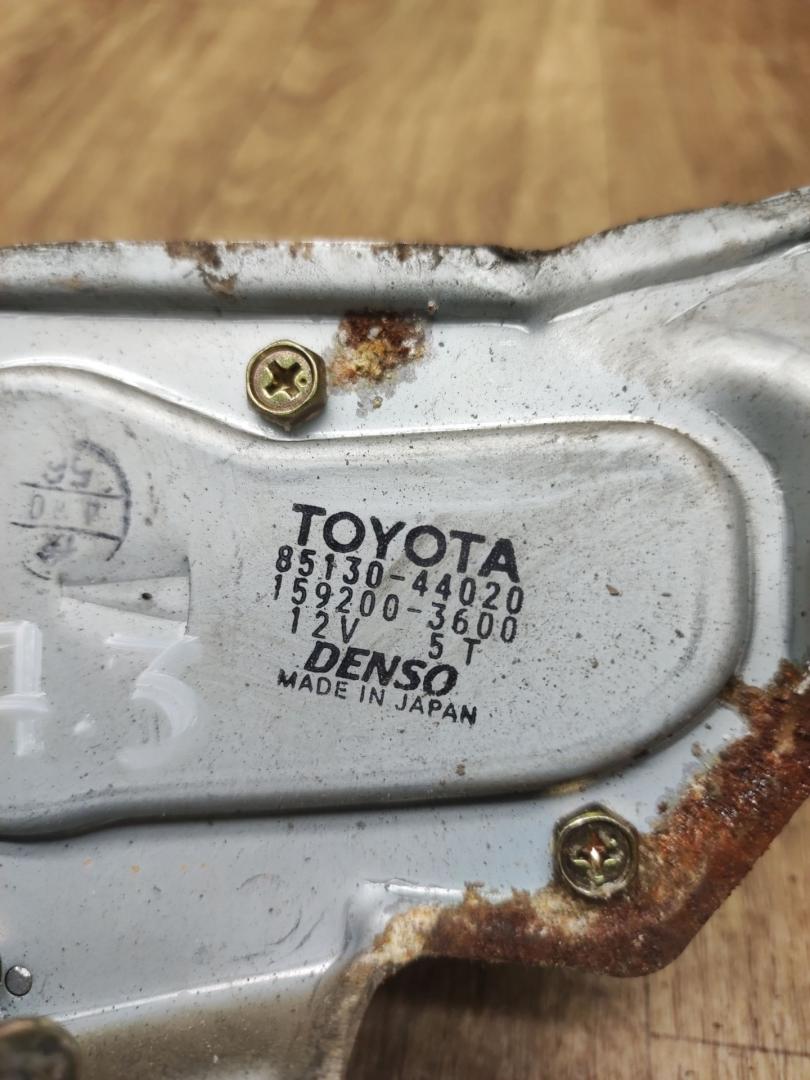 TOYOTA
85130-44020
159200-3600
12V 5T
DENSO
MADE IN JAPAN